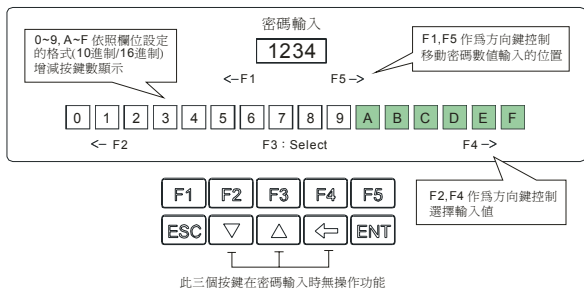 密碼輸入
0~9, A~F 依照欄位設定
的格式(10進制/16進制)
增減按鍵數顯示
1234
F1,F5 作爲方向鍵控制
移動密碼數值輸入的位置
<-F1
F5->
0 1 2 3 4 5 6 7 8 9 A B C D E F
<- F2
F3：Select
F4->
F2,F4 作爲方向鍵控制
選擇輸入值
F1 F2 F3 F4 F5
ESC ▽ △ ⇦ ENT
此三個按鍵在密碼輸入時無操作功能